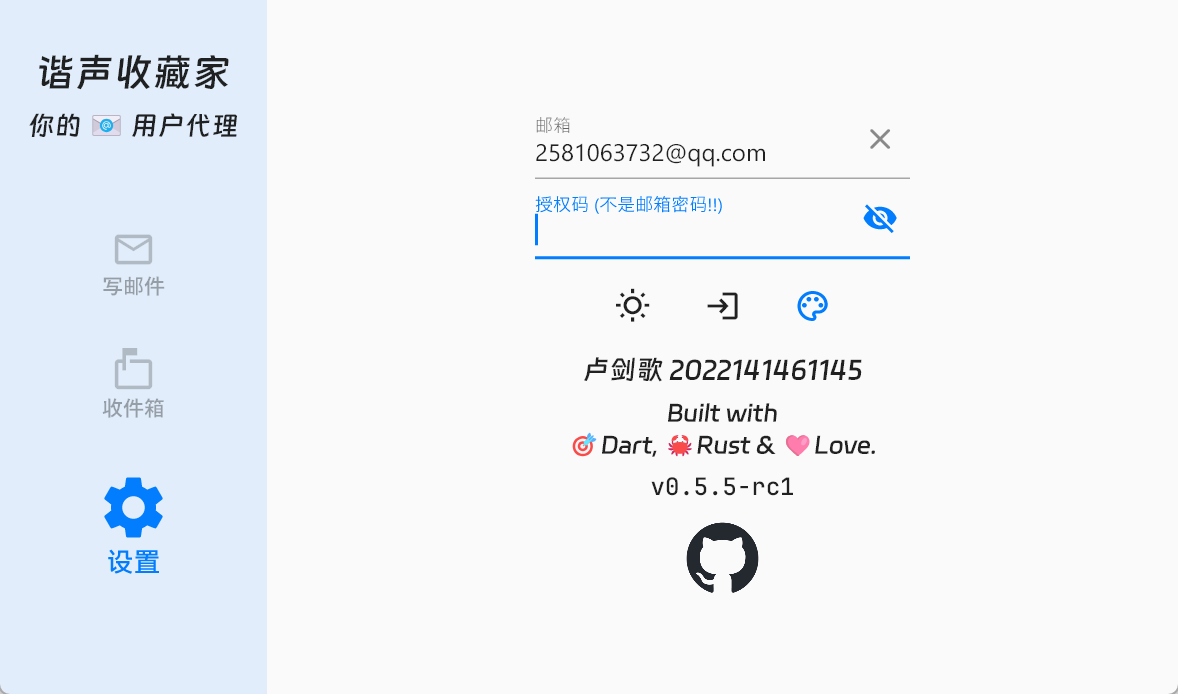 谐声收藏家
你的 📧 用户代理
写邮件
收件箱
设置
邮箱
2581063732@qq.com
授权码 (不是邮箱密码!!)
卢剑歌 2022141461145
Built with
🎯 Dart, 🦀 Rust & 🩷 Love.
v0.5.5-rc1